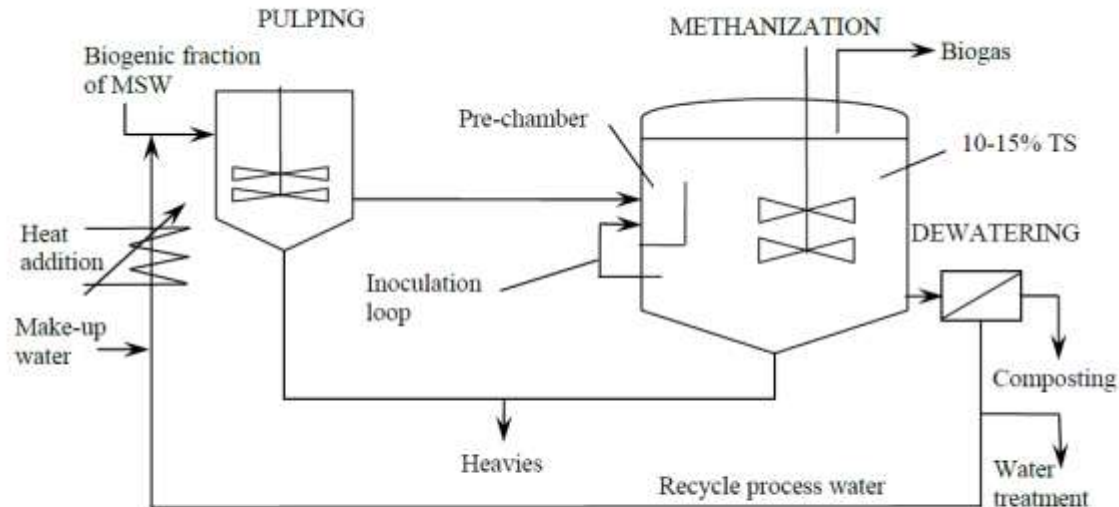 PULPING
METHANIZATION
Biogenic fraction
of MSW
Biogas
Pre-chamber
10-15% TS
Heat
addition
DEWATERING
Inoculation
loop
Make-up
water
Composting
Heavies
Recycle process water
Water
treatment